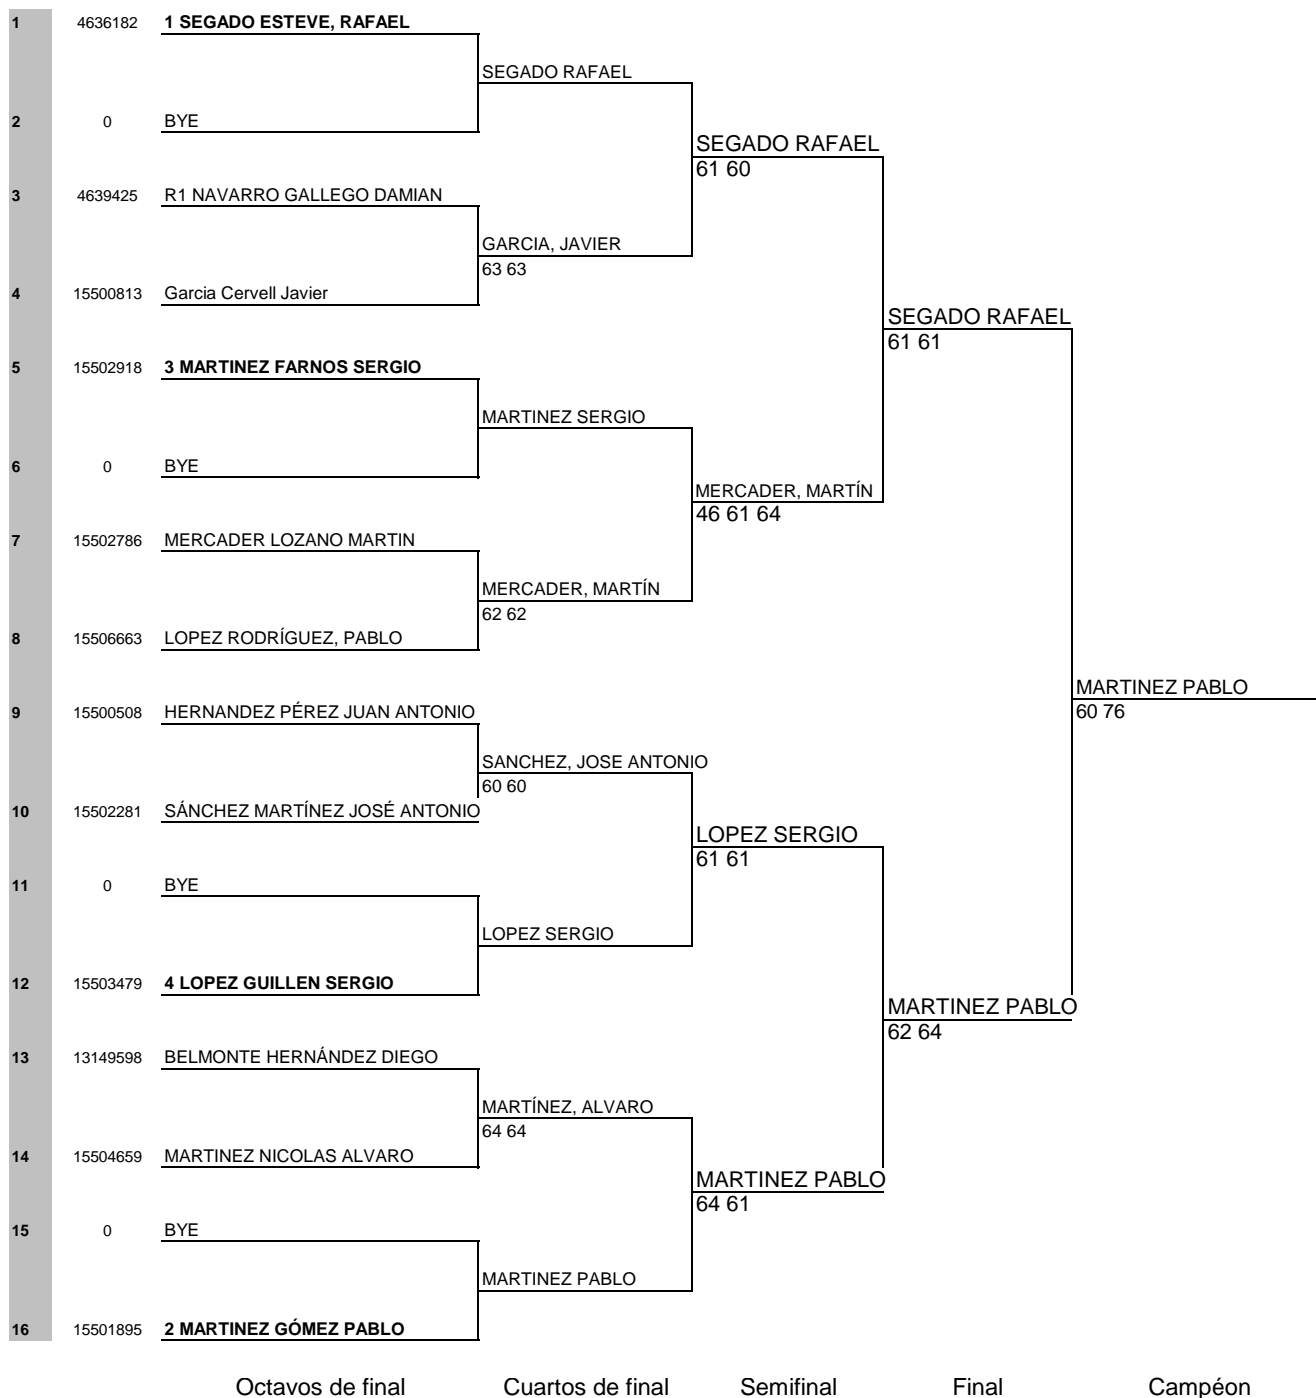 1 4636182 1 SEGADO ESTEVE, RAFAEL
SEGADO RAFAEL
2 0 BYE
SEGADO RAFAEL
61 60
3 4639425 R1 NAVARRO GALLEGO DAMIAN
GARCIA, JAVIER
63 63
4 15500813 Garcia Cervell Javier
SEGADO RAFAEL
61 61
5 15502918 3 MARTINEZ FARNOS SERGIO
MARTINEZ SERGIO
6 0 BYE
MERCADER, MARTÍN
46 61 64
7 15502786 MERCADER LOZANO MARTIN
MERCADER, MARTÍN
62 62
8 15506663 LOPEZ RODRÍGUEZ, PABLO
MARTINEZ PABLO
60 76
9 15500508 HERNANDEZ PÉREZ JUAN ANTONIO
SANCHEZ, JOSE ANTONIO
60 60
10 15502281 SÁNCHEZ MARTÍNEZ JOSÉ ANTONIO
LOPEZ SERGIO
61 61
11 0 BYE
LOPEZ SERGIO
12 15503479 4 LOPEZ GUILLEN SERGIO
MARTINEZ PABLO
62 64
13 13149598 BELMONTE HERNÁNDEZ DIEGO
MARTÍNEZ, ALVARO
64 64
14 15504659 MARTINEZ NICOLAS ALVARO
MARTINEZ PABLO
64 61
15 0 BYE
MARTINEZ PABLO
16 15501895 2 MARTINEZ GÓMEZ PABLO
Octavos de final Cuartos de final Semifinal Final Campéon